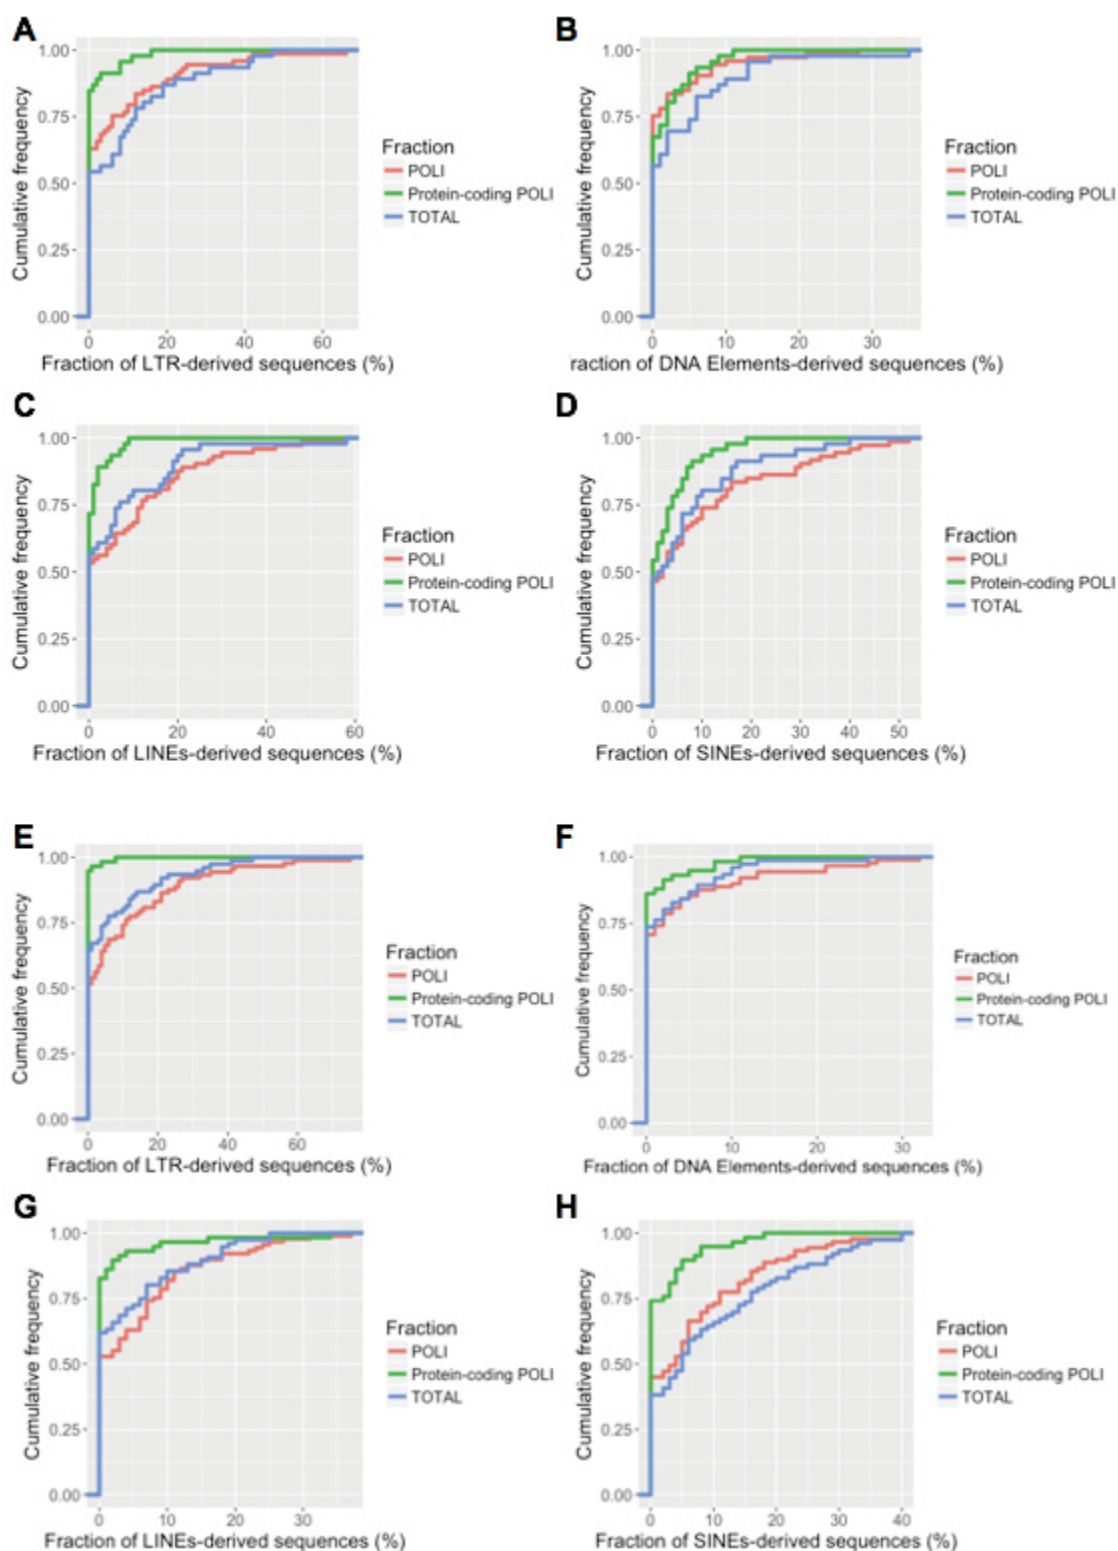 A
1.00
0.75
0.50
0.25
0.00
Cumulative frequency
0 20 40 60
Fraction of LTR-derived sequences (%)
Fraction
POLI
Protein-coding POLI
TOTAL
B
1.00
0.75
0.50
0.25
0.00
Cumulative frequency
0 10 20 30
raction of DNA Elements-derived sequences (%)
Fraction
POLI
Protein-coding POLI
TOTAL
C
1.00
0.75
0.50
0.25
0.00
Cumulative frequency
0 20 40 60
Fraction of LINEs-derived sequences (%)
Fraction
POLI
Protein-coding POLI
TOTAL
D
1.00
0.75
0.50
0.25
0.00
Cumulative frequency
0 10 20 30 40 50
Fraction of SINEs-derived sequences (%)
Fraction
POLI
Protein-coding POLI
TOTAL
E
1.00
0.75
0.50
0.25
0.00
Cumulative frequency
0 20 40 60
Fraction of LTR-derived sequences (%)
Fraction
POLI
Protein-coding POLI
TOTAL
F
1.00
0.75
0.50
0.25
0.00
Cumulative frequency
0 10 20 30
Fraction of DNA Elements-derived sequences (%)
Fraction
POLI
Protein-coding POLI
TOTAL
G
1.00
0.75
0.50
0.25
0.00
Cumulative frequency
0 10 20 30
Fraction of LINEs-derived sequences (%)
Fraction
POLI
Protein-coding POLI
TOTAL
H
1.00
0.75
0.50
0.25
0.00
Cumulative frequency
0 10 20 30 40
Fraction of SINEs-derived sequences (%)
Fraction
POLI
Protein-coding POLI
TOTAL